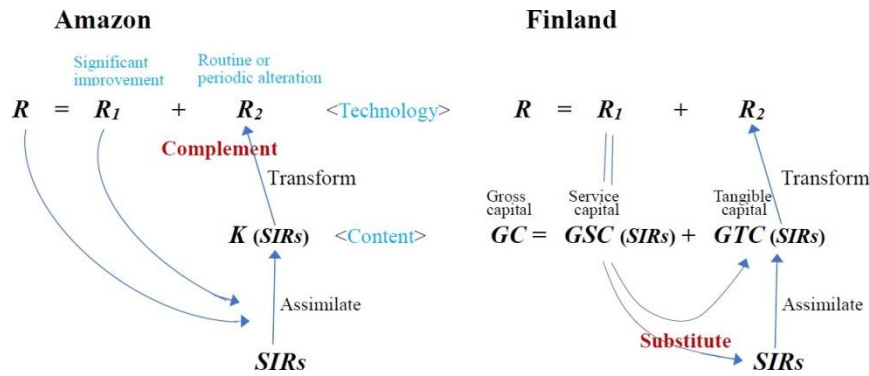 Amazon
Finland
Significant
improvement
Routine or
periodic alteration
R = R1 + R2 <Technology> R = R1 + R2
Complement
Transform
Transform
Gross
capital
Service
capital
Tangible
capital
K (SIRs) <Content> GC = GSC (SIRs) + GTC (SIRs)
Assimilate
Assimilate
Substitute
SIRs
SIRs